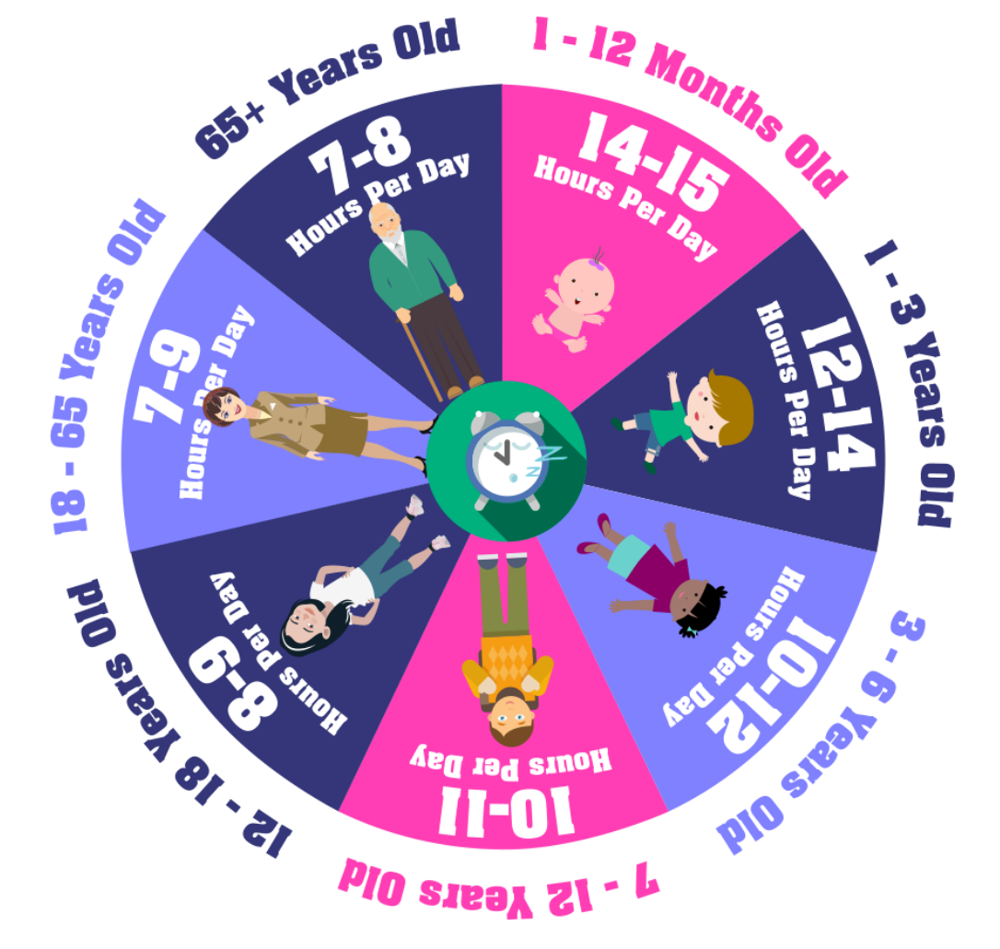 1 - 12 Months Old
14-15
Hours Per Day
1 - 3 Years Old
12-14
Hours Per Day
3 - 6 Years Old
10-12
Hours Per Day
7 - 12 Years Old
10-11
Hours Per Day
12 - 18 Years Old
8-9
Hours Per Day
18 - 65 Years Old
7-9
Hours Per Day
65+ Years Old
7-8
Hours Per Day
Z
Z